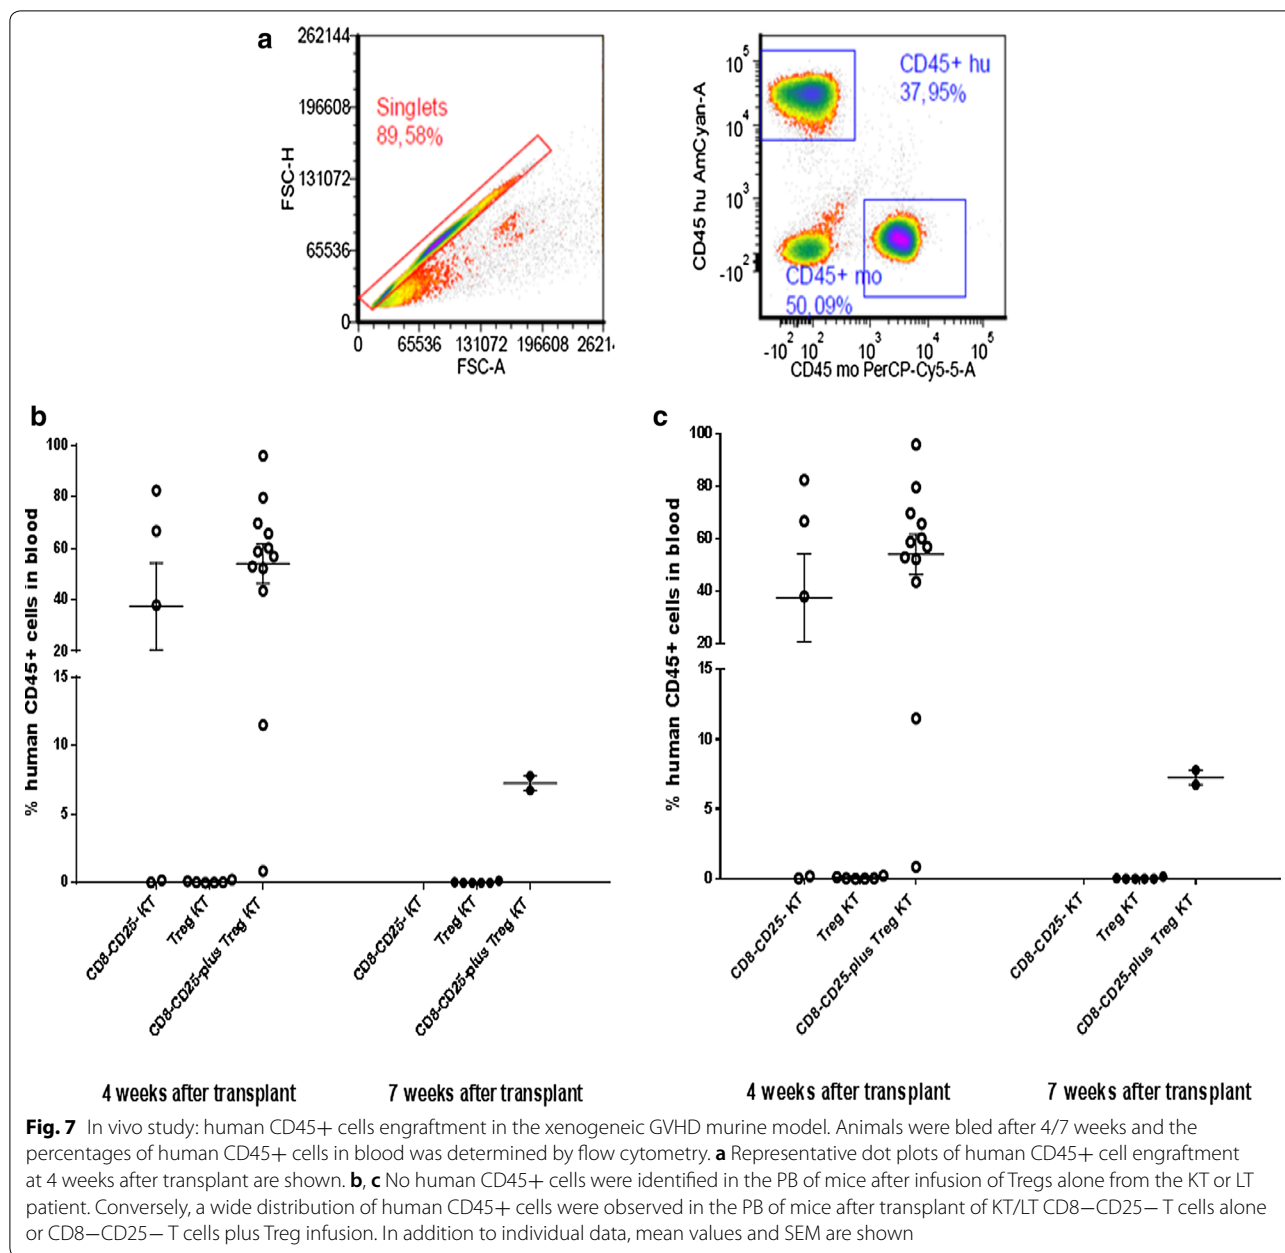 a
262144
196608
131072
65536
0
FSC-H
Singlets
89,58%
0 65536 131072 196608 2621
FSC-A
10^5
10^4
10^3
-10^2
CD45 hu AmCyan-A
CD45+ hu
37,95%
CD45+ mo
50,09%
-10^2 10^2 10^3 10^4 10^5
CD45 mo PerCP-Cy5-5-A
b
% human CD45+ cells in blood
100
80
60
40
20
15
10
5
0
CD8-CD25- KT
Treg KT
CD8-CD25-plus Treg KT
CD8-CD25- KT
Treg KT
CD8-CD25-plus Treg KT
4 weeks after transplant
7 weeks after transplant
c
% human CD45+ cells in blood
100
80
60
40
20
15
10
5
0
CD8-CD25- KT
Treg KT
CD8-CD25-plus Treg KT
CD8-CD25- KT
Treg KT
CD8-CD25-plus Treg KT
4 weeks after transplant
7 weeks after transplant
Fig. 7 In vivo study: human CD45+ cells engraftment in the xenogeneic GVHD murine model. Animals were bled after 4/7 weeks and the
percentages of human CD45+ cells in blood was determined by flow cytometry. a Representative dot plots of human CD45+ cell engraftment
at 4 weeks after transplant are shown. b, c No human CD45+ cells were identified in the PB of mice after infusion of Tregs alone from the KT or LT
patient. Conversely, a wide distribution of human CD45+ cells were observed in the PB of mice after transplant of KT/LT CD8−CD25− T cells alone
or CD8−CD25− T cells plus Treg infusion. In addition to individual data, mean values and SEM are shown